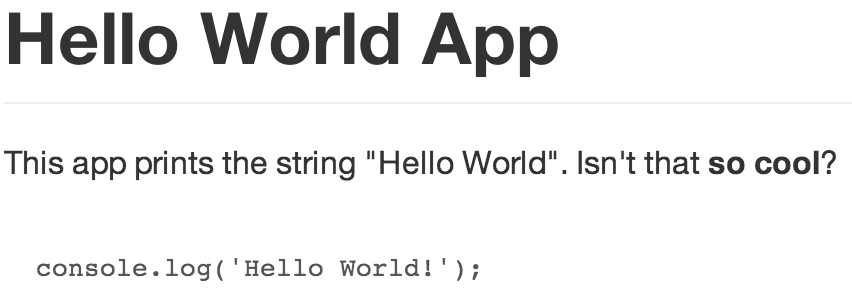 Hello World App
This app prints the string "Hello World". Isn't that so cool?
console.log('Hello World!');